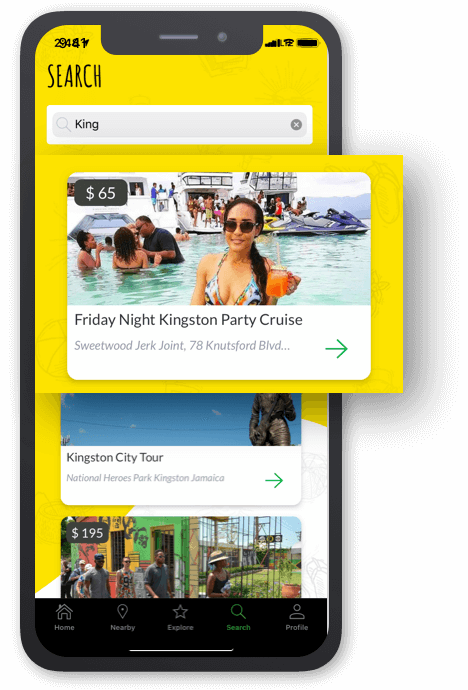 SEARCH
King
$ 65
Friday Night Kingston Party Cruise
Sweetwood Jerk Joint, 78 Knutsford Blvd...
Kingston City Tour
National Heroes Park Kingston Jamaica
$ 195
Home
Nearby
Explore
Search
Profile